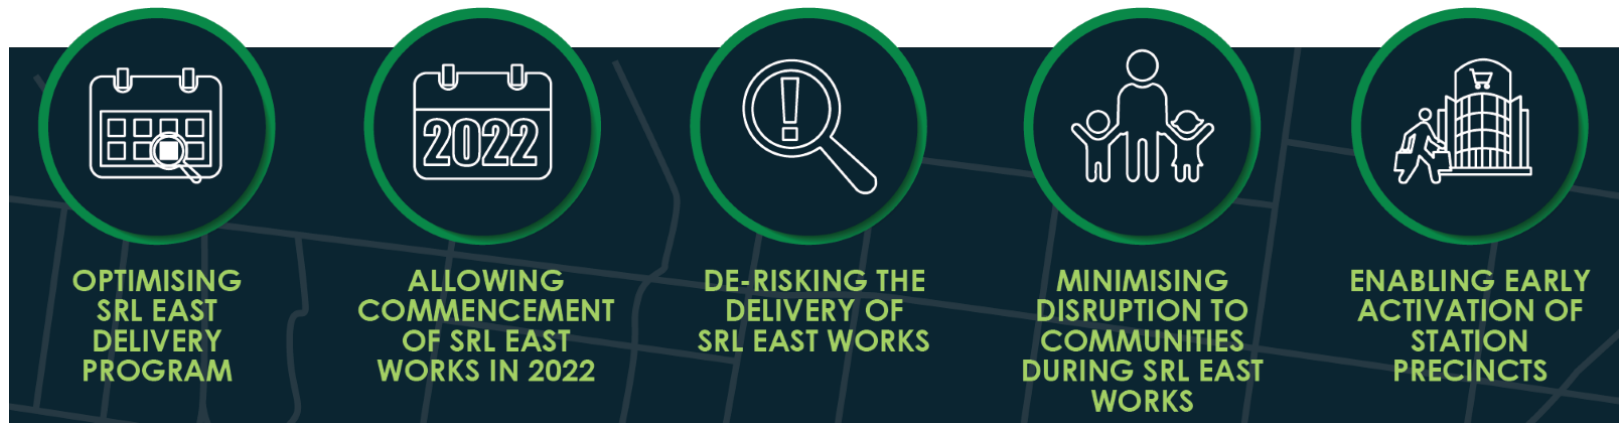 2022
OPTIMISING
SRL EAST
DELIVERY
PROGRAM
ALLOWING
COMMENCEMENT
OF SRL EAST
WORKS IN 2022
DE-RISKING THE
DELIVERY OF
SRL EAST WORKS
MINIMISING
DISRUPTION TO
COMMUNITIES
DURING SRL EAST
WORKS
ENABLING EARLY
ACTIVATION OF
STATION
PRECINCTS